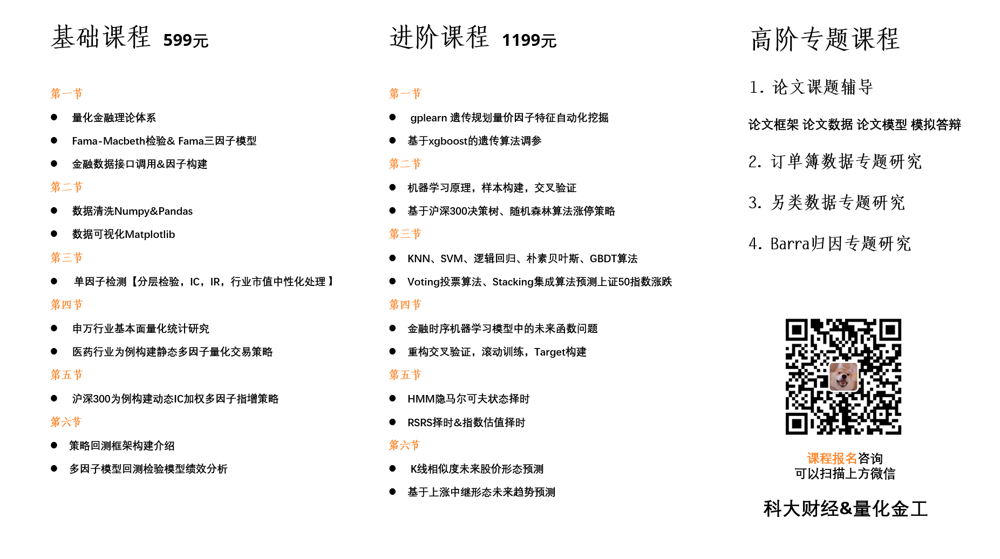 基础课程 599元
第一节
● 量化金融理论体系
● Fama-Macbeth检验& Fama三因子模型
● 金融数据接口调用&因子构建
第二节
● 数据清洗Numpy&Pandas
● 数据可视化Matplotlib
第三节
● 单因子检测【分层检验，IC，IR，行业市值中性化处理 】
第四节
● 申万行业基本面量化统计研究
● 医药行业为例构建静态多因子量化交易策略
第五节
● 沪深300为例构建动态IC加权多因子指增策略
第六节
● 策略回测框架构建介绍
● 多因子模型回测检验模型绩效分析
进阶课程 1199元
第一节
● gplearn 遗传规划量价因子特征自动化挖掘
● 基于xgboost的遗传算法调参
第二节
● 机器学习原理，样本构建，交叉验证
● 基于沪深300决策树、随机森林算法涨停策略
第三节
● KNN、SVM、逻辑回归、朴素贝叶斯、GBDT算法
● Voting投票算法、Stacking集成算法预测上证50指数涨跌
第四节
● 金融时序机器学习模型中的未来函数问题
● 重构交叉验证，滚动训练，Target构建
第五节
● HMM隐马尔可夫状态择时
● RSRS择时&指数估值择时
第六节
● K线相似度未来股价形态预测
● 基于上涨中继形态未来趋势预测
高阶专题课程
1. 论文课题辅导
论文框架 论文数据 论文模型 模拟答辩
2. 订单簿数据专题研究
3. 另类数据专题研究
4. Barra归因专题研究
课程报名咨询
可以扫描上方微信
科大财经&量化金工